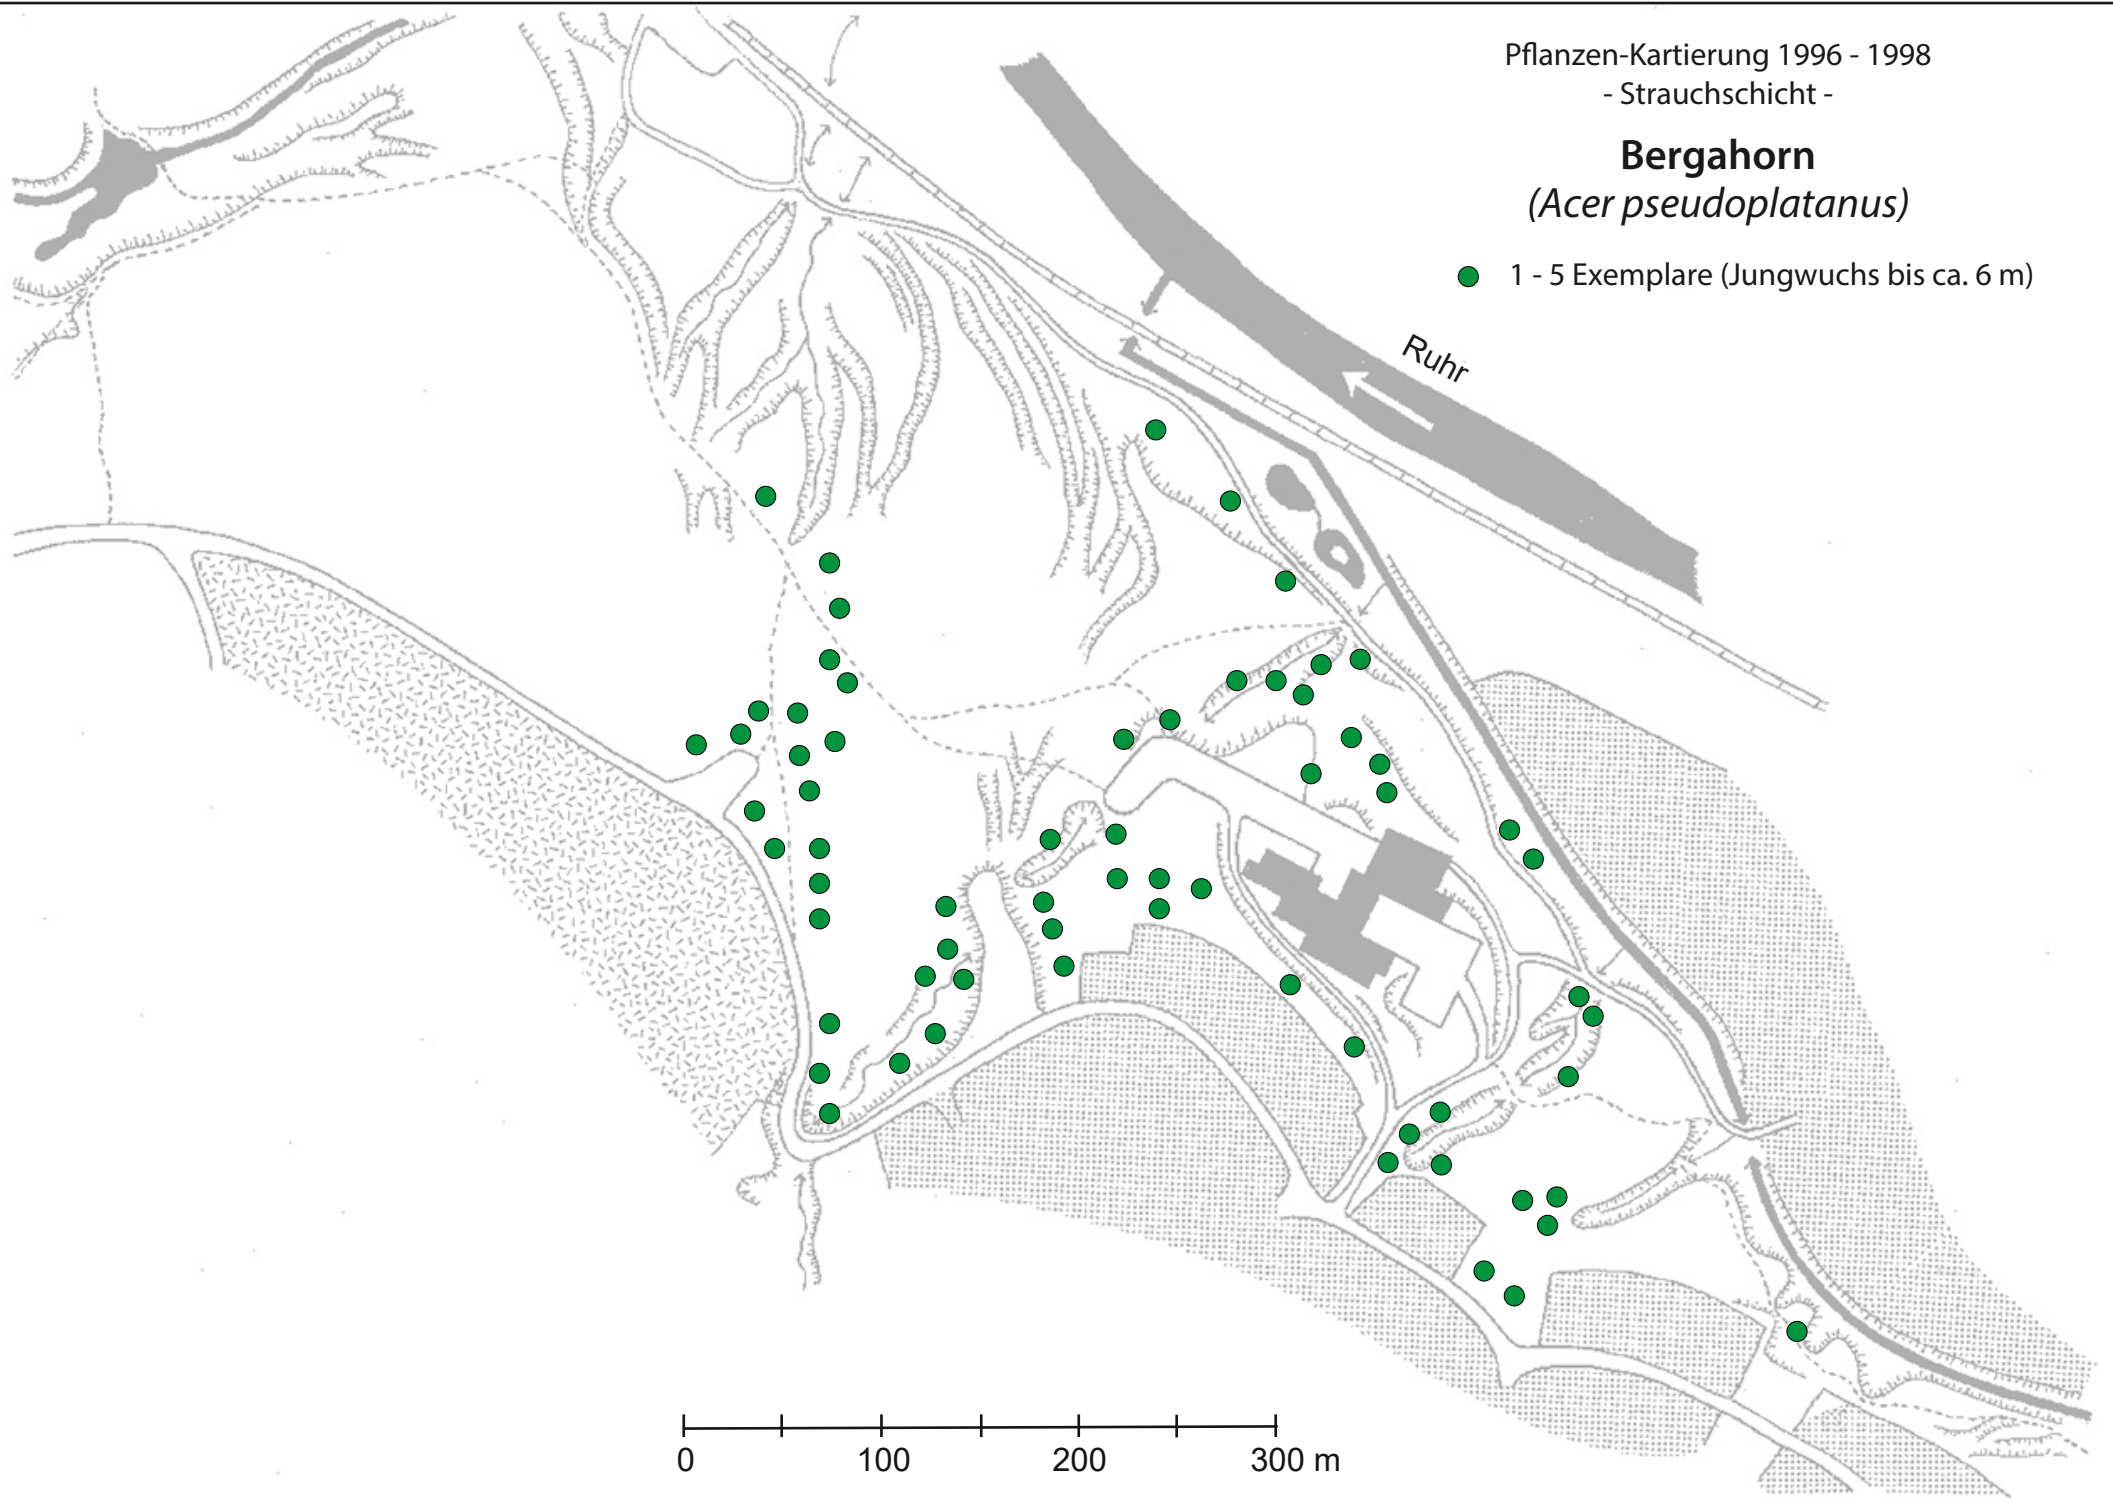 Pflanzen-Kartierung 1996 - 1998
- Strauchschicht -
Bergahorn
(Acer pseudoplatanus)
1 - 5 Exemplare (Jungwuchs bis ca. 6 m)
Ruhr
0 100 200 300 m